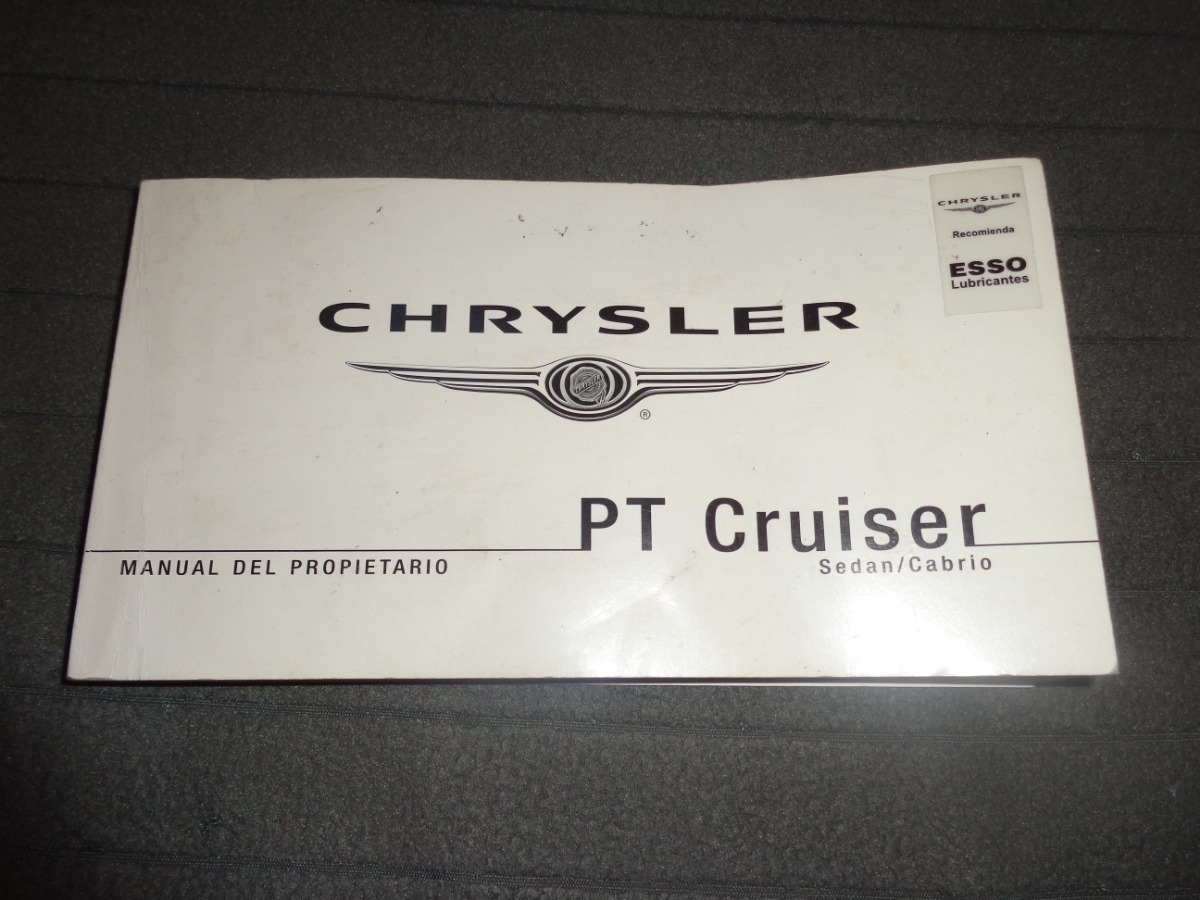 CHRYSLER
Recomienda
ESSO
Lubricantes
CHRYSLER
®
PT Cruiser
MANUAL DEL PROPIETARIO
Sedan/Cabrio